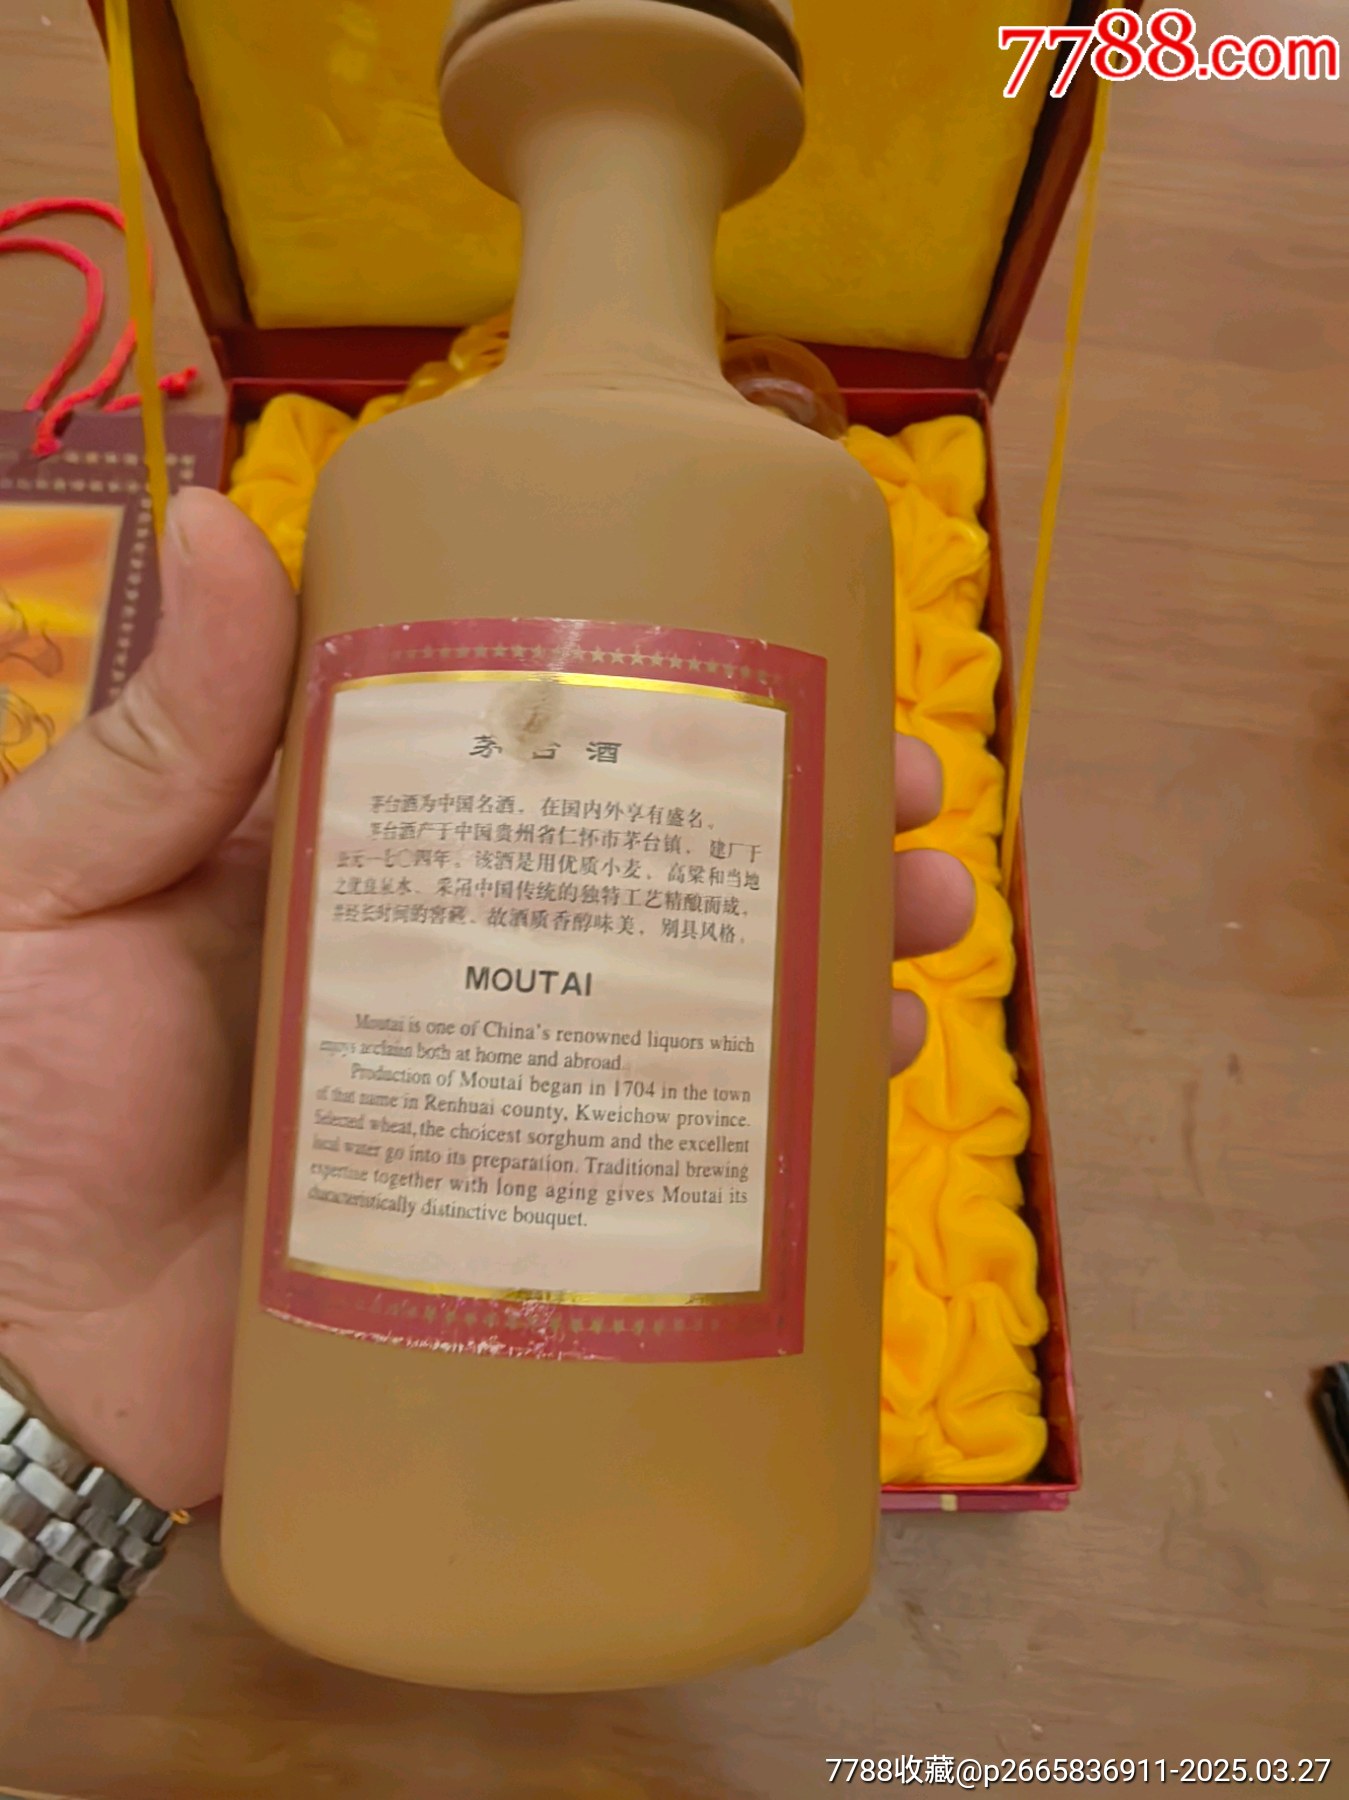 7788.com
茅台酒
茅台酒为中国名酒，在国内外享有盛名。
茅台酒产于中国贵州省仁怀市茅台镇，建厂于
公元一七〇四年。该酒是用优质小麦、高粱和当地
之优良泉水、采用中国传统的独特工艺精酿而成，
并经长时间的窖藏、故酒质香醇味美，别具风格。
MOUTAI
Moutai is one of China's renowned liquors which
enjoys acclaim both at home and abroad.
Production of Moutai began in 1704 in the town
of that name in Renhuai county, Kweichow province.
Selected wheat, the choicest sorghum and the excellent
local water go into its preparation. Traditional brewing
expertise together with long aging gives Moutai its
characteristically distinctive bouquet.
7788收藏@p2665836911-2025.03.27